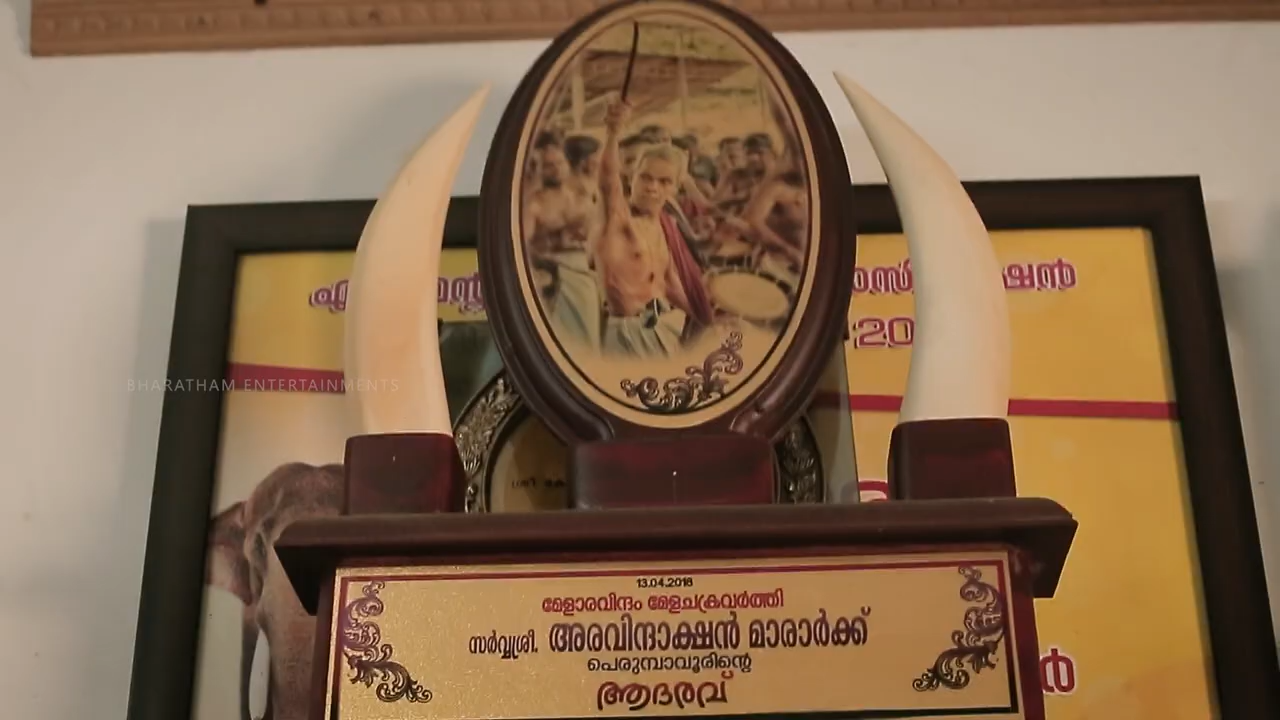 BHARATHAM ENTERTAINMENTS
13.04.2018
മേളാരവിന്ദം മേളചക്രവർത്തി
സർവ്വശ്രീ. അരവിന്ദാക്ഷൻ മാരാർക്ക്
പെരുമ്പാവൂരിന്റെ
ആദരവ്